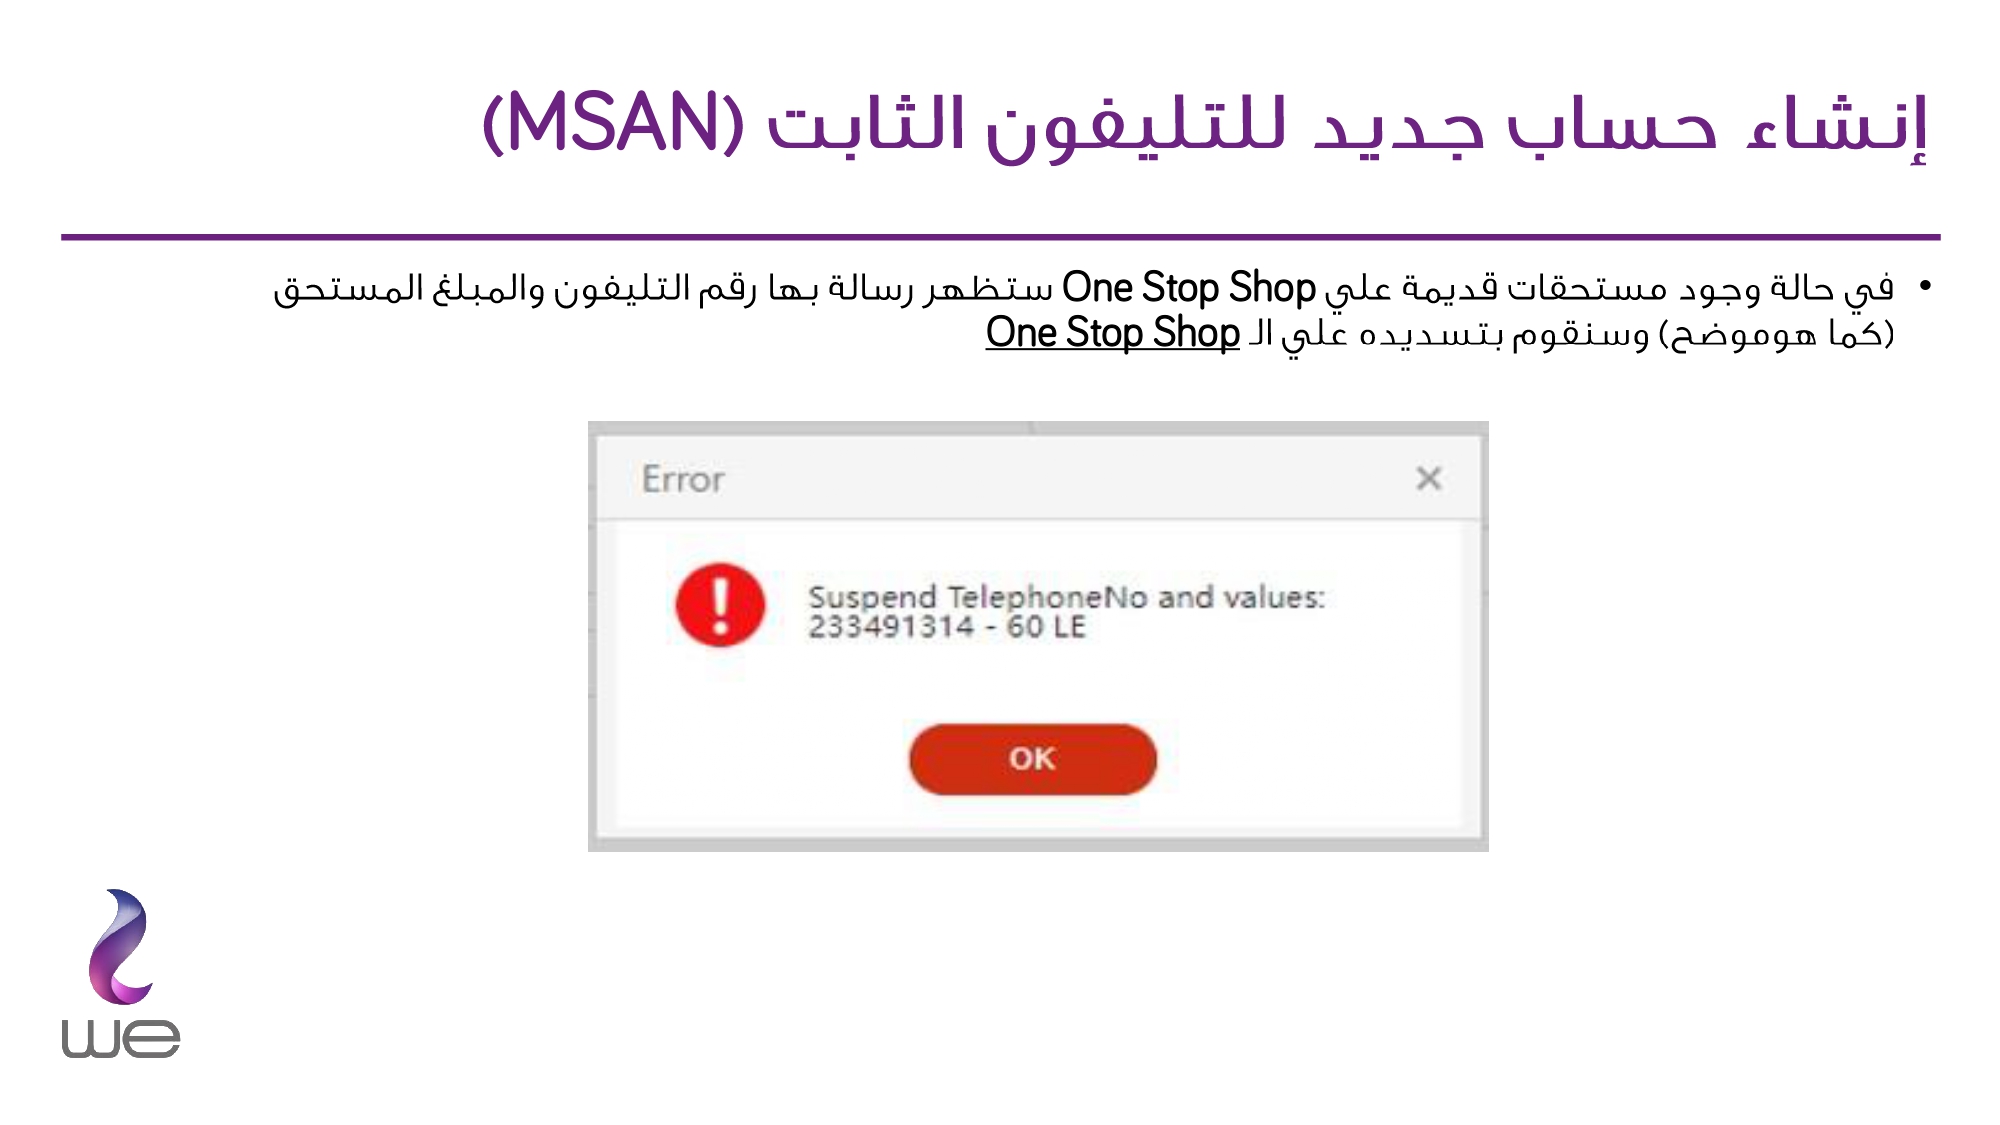 إنشاء حساب جديد للتليفون الثابت (MSAN)
• في حالة وجود مستحقات قديمة علي One Stop Shop ستظهر رسالة بها رقم التليفون والمبلغ المستحق
(كما هوموضح) وسنقوم بتسديده علي الـ One Stop Shop
Error
Suspend TelephoneNo and values:
233491314 - 60 LE
OK
we